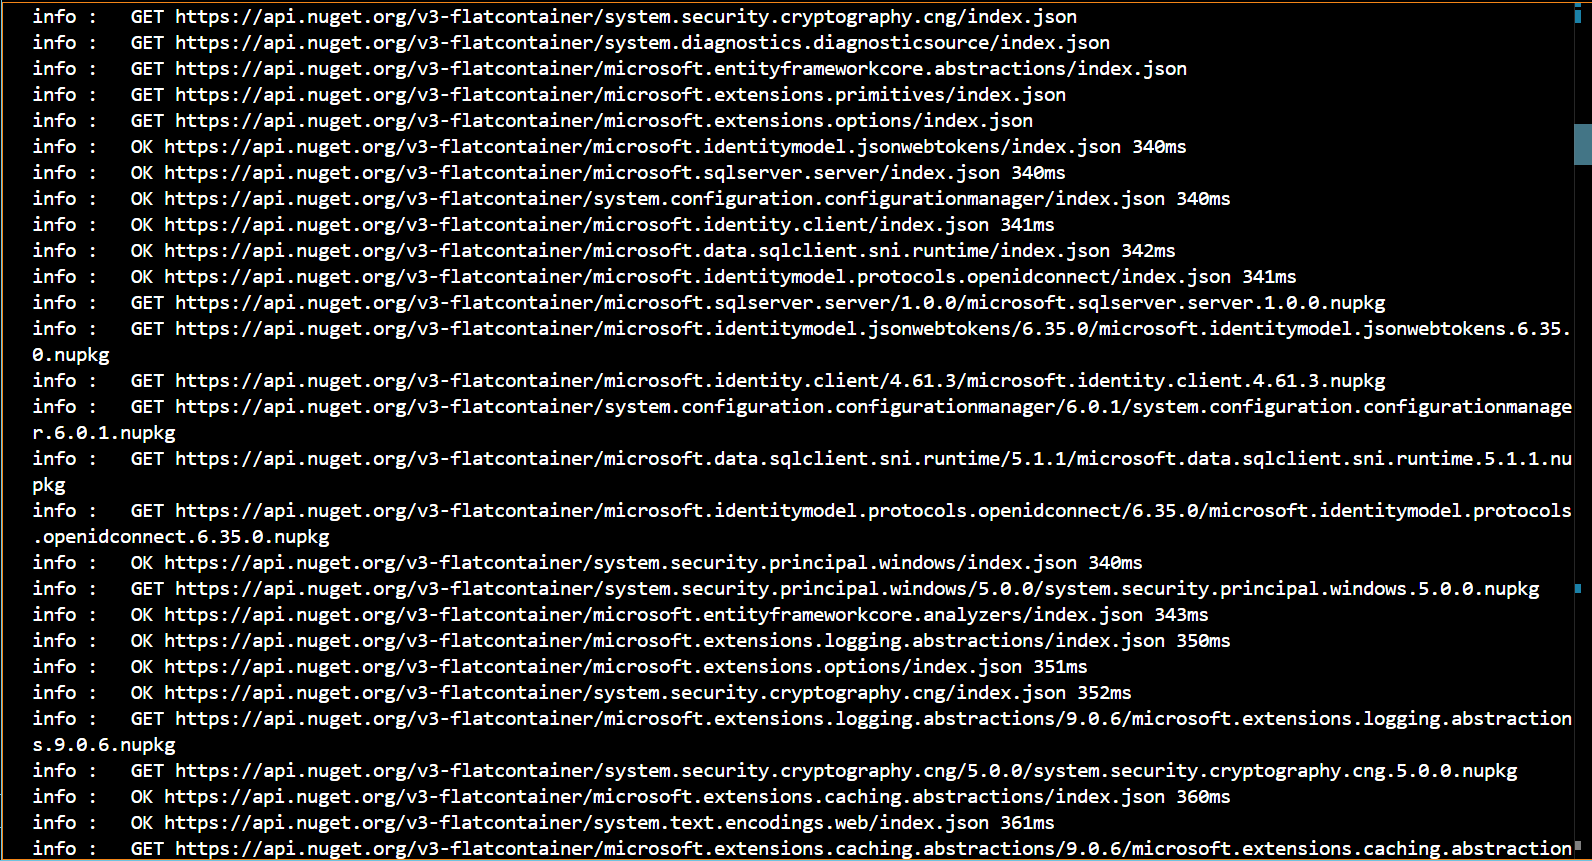 info :   GET https://api.nuget.org/v3-flatcontainer/system.security.cryptography.cng/index.json
info :   GET https://api.nuget.org/v3-flatcontainer/system.diagnostics.diagnosticsource/index.json
info :   GET https://api.nuget.org/v3-flatcontainer/microsoft.entityframeworkcore.abstractions/index.json
info :   GET https://api.nuget.org/v3-flatcontainer/microsoft.extensions.primitives/index.json
info :   GET https://api.nuget.org/v3-flatcontainer/microsoft.extensions.options/index.json
info :   OK https://api.nuget.org/v3-flatcontainer/microsoft.identitymodel.jsonwebtokens/index.json 340ms
info :   OK https://api.nuget.org/v3-flatcontainer/microsoft.sqlserver.server/index.json 340ms
info :   OK https://api.nuget.org/v3-flatcontainer/system.configuration.configurationmanager/index.json 340ms
info :   OK https://api.nuget.org/v3-flatcontainer/microsoft.identity.client/index.json 341ms
info :   OK https://api.nuget.org/v3-flatcontainer/microsoft.data.sqlclient.sni.runtime/index.json 342ms
info :   OK https://api.nuget.org/v3-flatcontainer/microsoft.identitymodel.protocols.openidconnect/index.json 341ms
info :   GET https://api.nuget.org/v3-flatcontainer/microsoft.sqlserver.server/1.0.0/microsoft.sqlserver.server.1.0.0.nupkg
info :   GET https://api.nuget.org/v3-flatcontainer/microsoft.identitymodel.jsonwebtokens/6.35.0/microsoft.identitymodel.jsonwebtokens.6.35.
0.nupkg
info :   GET https://api.nuget.org/v3-flatcontainer/microsoft.identity.client/4.61.3/microsoft.identity.client.4.61.3.nupkg
info :   GET https://api.nuget.org/v3-flatcontainer/system.configuration.configurationmanager/6.0.1/system.configuration.configurationmanage
r.6.0.1.nupkg
info :   GET https://api.nuget.org/v3-flatcontainer/microsoft.data.sqlclient.sni.runtime/5.1.1/microsoft.data.sqlclient.sni.runtime.5.1.1.nu
pkg
info :   GET https://api.nuget.org/v3-flatcontainer/microsoft.identitymodel.protocols.openidconnect/6.35.0/microsoft.identitymodel.protocols
.openidconnect.6.35.0.nupkg
info :   OK https://api.nuget.org/v3-flatcontainer/system.security.principal.windows/index.json 340ms
info :   GET https://api.nuget.org/v3-flatcontainer/system.security.principal.windows/5.0.0/system.security.principal.windows.5.0.0.nupkg
info :   OK https://api.nuget.org/v3-flatcontainer/microsoft.entityframeworkcore.analyzers/index.json 343ms
info :   OK https://api.nuget.org/v3-flatcontainer/microsoft.extensions.logging.abstractions/index.json 350ms
info :   OK https://api.nuget.org/v3-flatcontainer/microsoft.extensions.options/index.json 351ms
info :   OK https://api.nuget.org/v3-flatcontainer/system.security.cryptography.cng/index.json 352ms
info :   GET https://api.nuget.org/v3-flatcontainer/microsoft.extensions.logging.abstractions/9.0.6/microsoft.extensions.logging.abstraction
s.9.0.6.nupkg
info :   GET https://api.nuget.org/v3-flatcontainer/system.security.cryptography.cng/5.0.0/system.security.cryptography.cng.5.0.0.nupkg
info :   OK https://api.nuget.org/v3-flatcontainer/microsoft.extensions.caching.abstractions/index.json 360ms
info :   OK https://api.nuget.org/v3-flatcontainer/system.text.encodings.web/index.json 361ms
info :   GET https://api.nuget.org/v3-flatcontainer/microsoft.extensions.caching.abstractions/9.0.6/microsoft.extensions.caching.abstraction